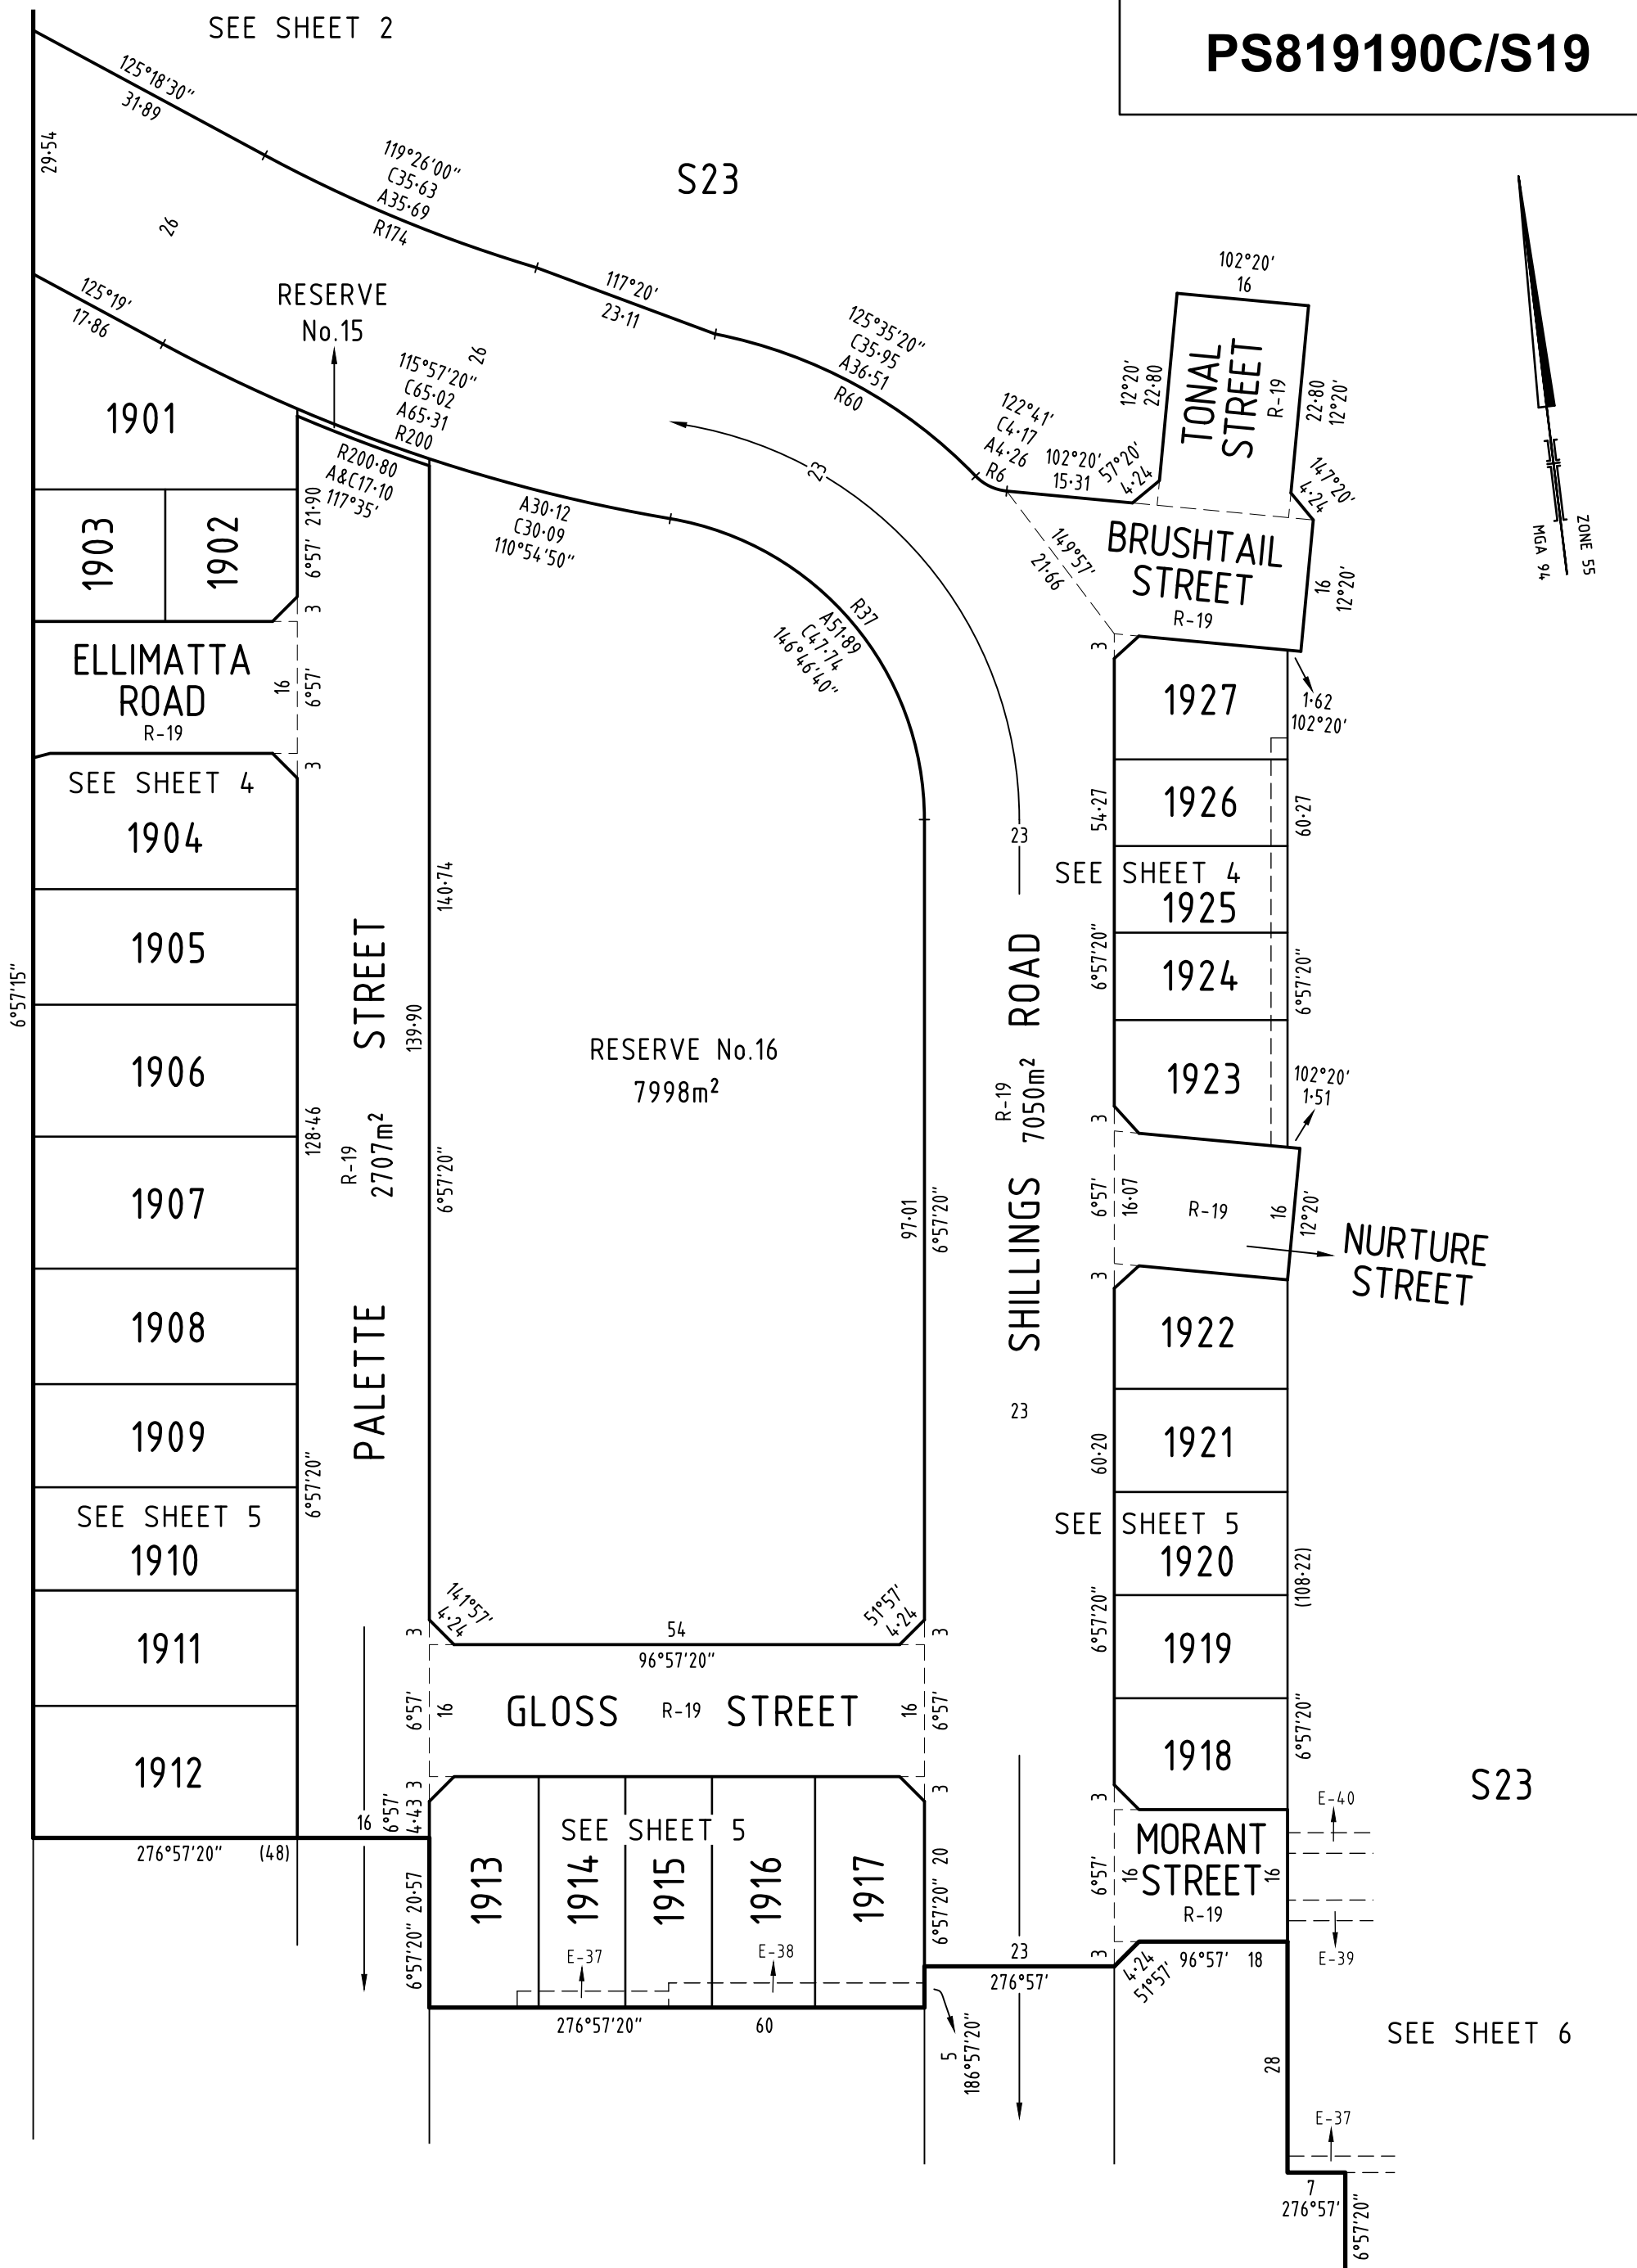 SEE SHEET 2
PS819190C/S19
125°18'30"
31·89
29·54
119°26'00"
C35·63
A35·69
R174
S23
26
117°20'
23·11
125°19'
17·86
RESERVE
No.15
115°57'20"
C65·02
A65·31
R200
26
125°35'20"
C35·95
A36·51
R60
102°20'
16
TONAL
STREET
R-19
12°20'
22·80
22·80
12°20'
122°41'
C4·17
A4·26
R6
102°20'
15·31
57°20'
4·24
147°20'
4·24
MGA 94
ZONE 55
1901
R200·80
A&C17·10
117°35'
23
A30·12
C30·09
110°54'50"
149°57'
21·66
BRUSHTAIL
STREET
R-19
16
12°20'
1903
1902
6°57' 21·90
3
R37
A51·89
C47·74
146°46'40"
ELLIMATTA
ROAD
R-19
16
6°57'
3
3
1927
1·62
102°20'
SEE SHEET 4
1904
54·27
1926
60·27
23
140·74
SEE SHEET 4
1925
1905
6°57'20"
1924
6°57'20"
6°57'15"
PALETTE STREET
139·90
SHILLINGS ROAD
RESERVE No.16
7998m²
1906
1923
102°20'
1·51
R-19
7050m²
128·46
R-19
2707m²
3
1907
6°57'20"
97·01
6°57'20"
6°57'
16·07
R-19
16
12°20'
NURTURE
STREET
3
1908
1922
23
1909
60·20
1921
6°57'20"
SEE SHEET 5
1910
SEE SHEET 5
1920
(108·22)
141°57'
4·24
51°57'
4·24
3
54
3
96°57'20"
1911
6°57'20"
1919
6°57'
16
GLOSS R-19 STREET
16
6°57'
1918
6°57'20"
1912
3
3
3
S23
E-40
16
6°57'
4·43
SEE SHEET 5
MORANT
STREET
R-19
6°57'
16
16
276°57'20" (48)
1913
1914
1915
1916
1917
6°57'20" 20·57
6°57'20" 20
E-37
E-38
23
276°57'
3
4·24
51°57'
96°57' 18
E-39
276°57'20" 60
5
186°57'20"
SEE SHEET 6
28
E-37
7
276°57'
6°57'20"